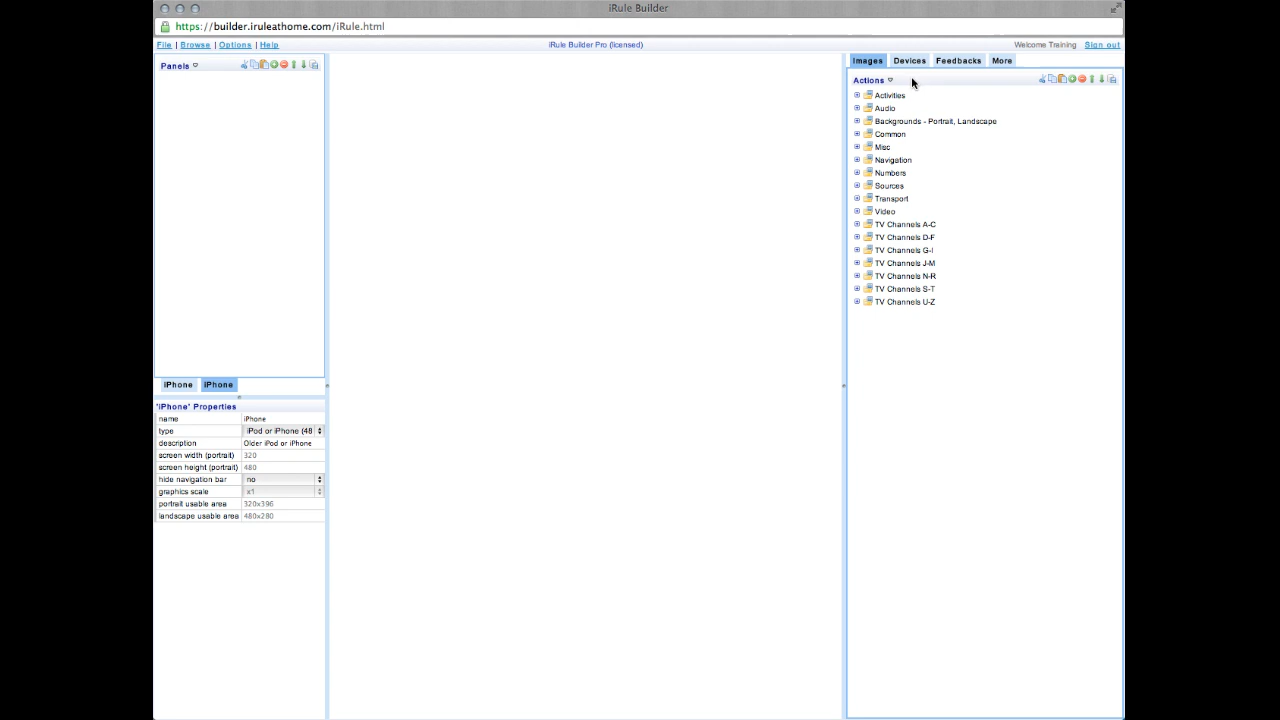 iRule Builder
https://builder.iruleathome.com/iRule.html
File | Browse | Options | Help
iRule Builder Pro (licensed)
Welcome Training Sign out
Panels
iPhone iPhone
'iPhone' Properties
name iPhone
type iPod or iPhone (48
description Older iPod or iPhone
screen width (portrait) 320
screen height (portrait) 480
hide navigation bar no
graphics scale x1
portrait usable area 320x396
landscape usable area 480x280
Images Devices Feedbacks More
Actions
Activities
Audio
Backgrounds - Portrait, Landscape
Common
Misc
Navigation
Numbers
Sources
Transport
Video
TV Channels A-C
TV Channels D-F
TV Channels G-I
TV Channels J-M
TV Channels N-R
TV Channels S-T
TV Channels U-Z